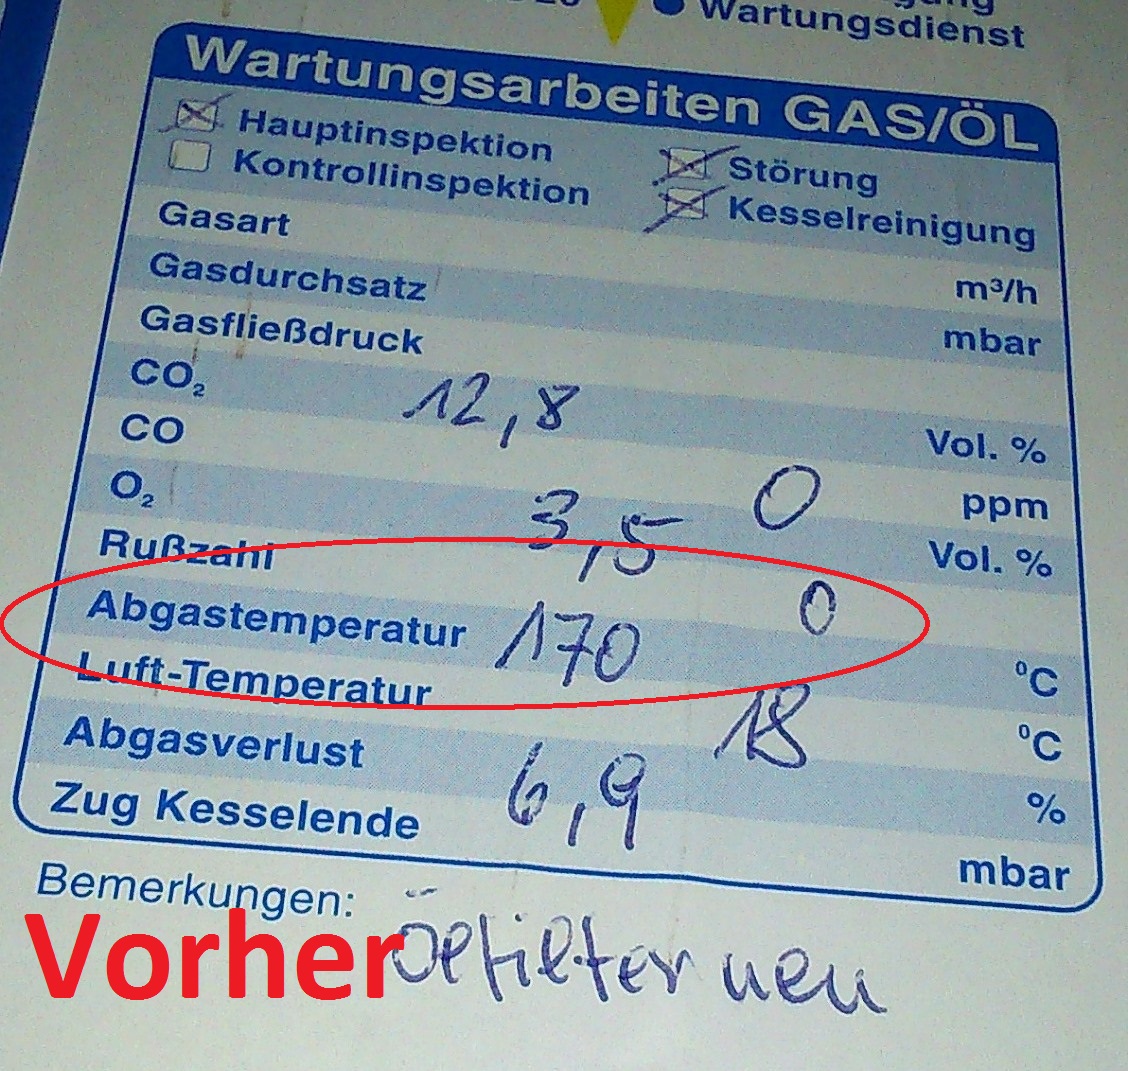 Wartungsdienst
Wartungsarbeiten GAS/ÖL
Hauptinspektion
Störung
Kontrollinspektion
Kesselreinigung
Gasart
Gasdurchsatz m³/h
Gasfließdruck mbar
CO₂ 12,8 Vol. %
CO 0 ppm
O₂ 3,5 Vol. %
Rußzahl 0
Abgastemperatur 170 °C
Luft-Temperatur 18 °C
Abgasverlust 6,9 %
Zug Kesselende mbar
Bemerkungen: Ölfilter neu
Vorher